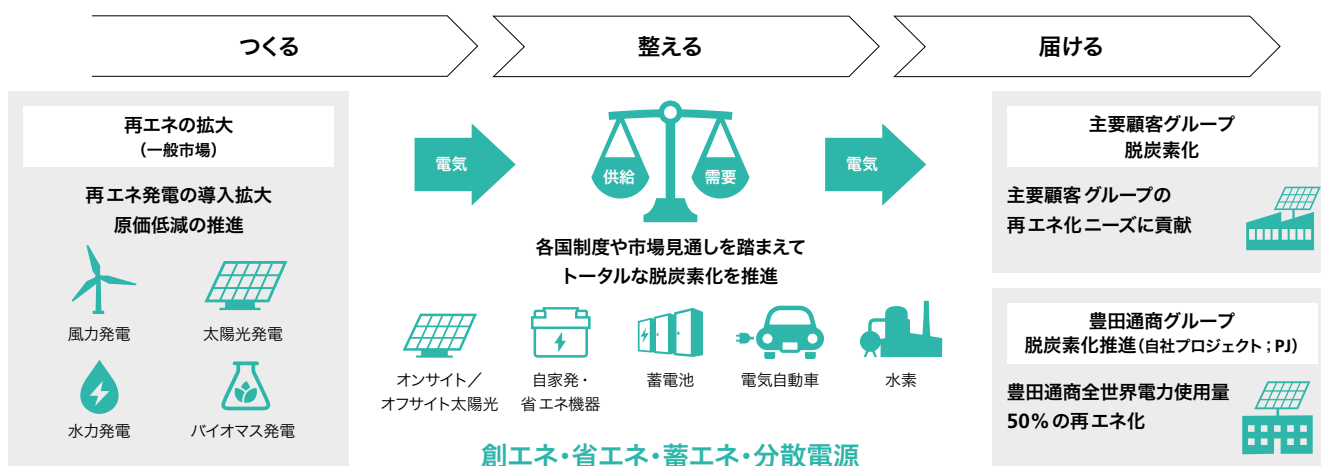 つくる
整える
届ける
再エネの拡大
（一般市場）
再エネ発電の導入拡大
原価低減の推進
風力発電
太陽光発電
水力発電
バイオマス発電
電気
供給
需要
電気
各国制度や市場見通しを踏まえて
トータルな脱炭素化を推進
オンサイト／
オフサイト太陽光
自家発・
省エネ機器
蓄電池
電気自動車
水素
創エネ・省エネ・蓄エネ・分散電源
主要顧客グループ
脱炭素化
主要顧客グループの
再エネ化ニーズに貢献
豊田通商グループ
脱炭素化推進（自社プロジェクト；PJ）
豊田通商全世界電力使用量
50%の再エネ化